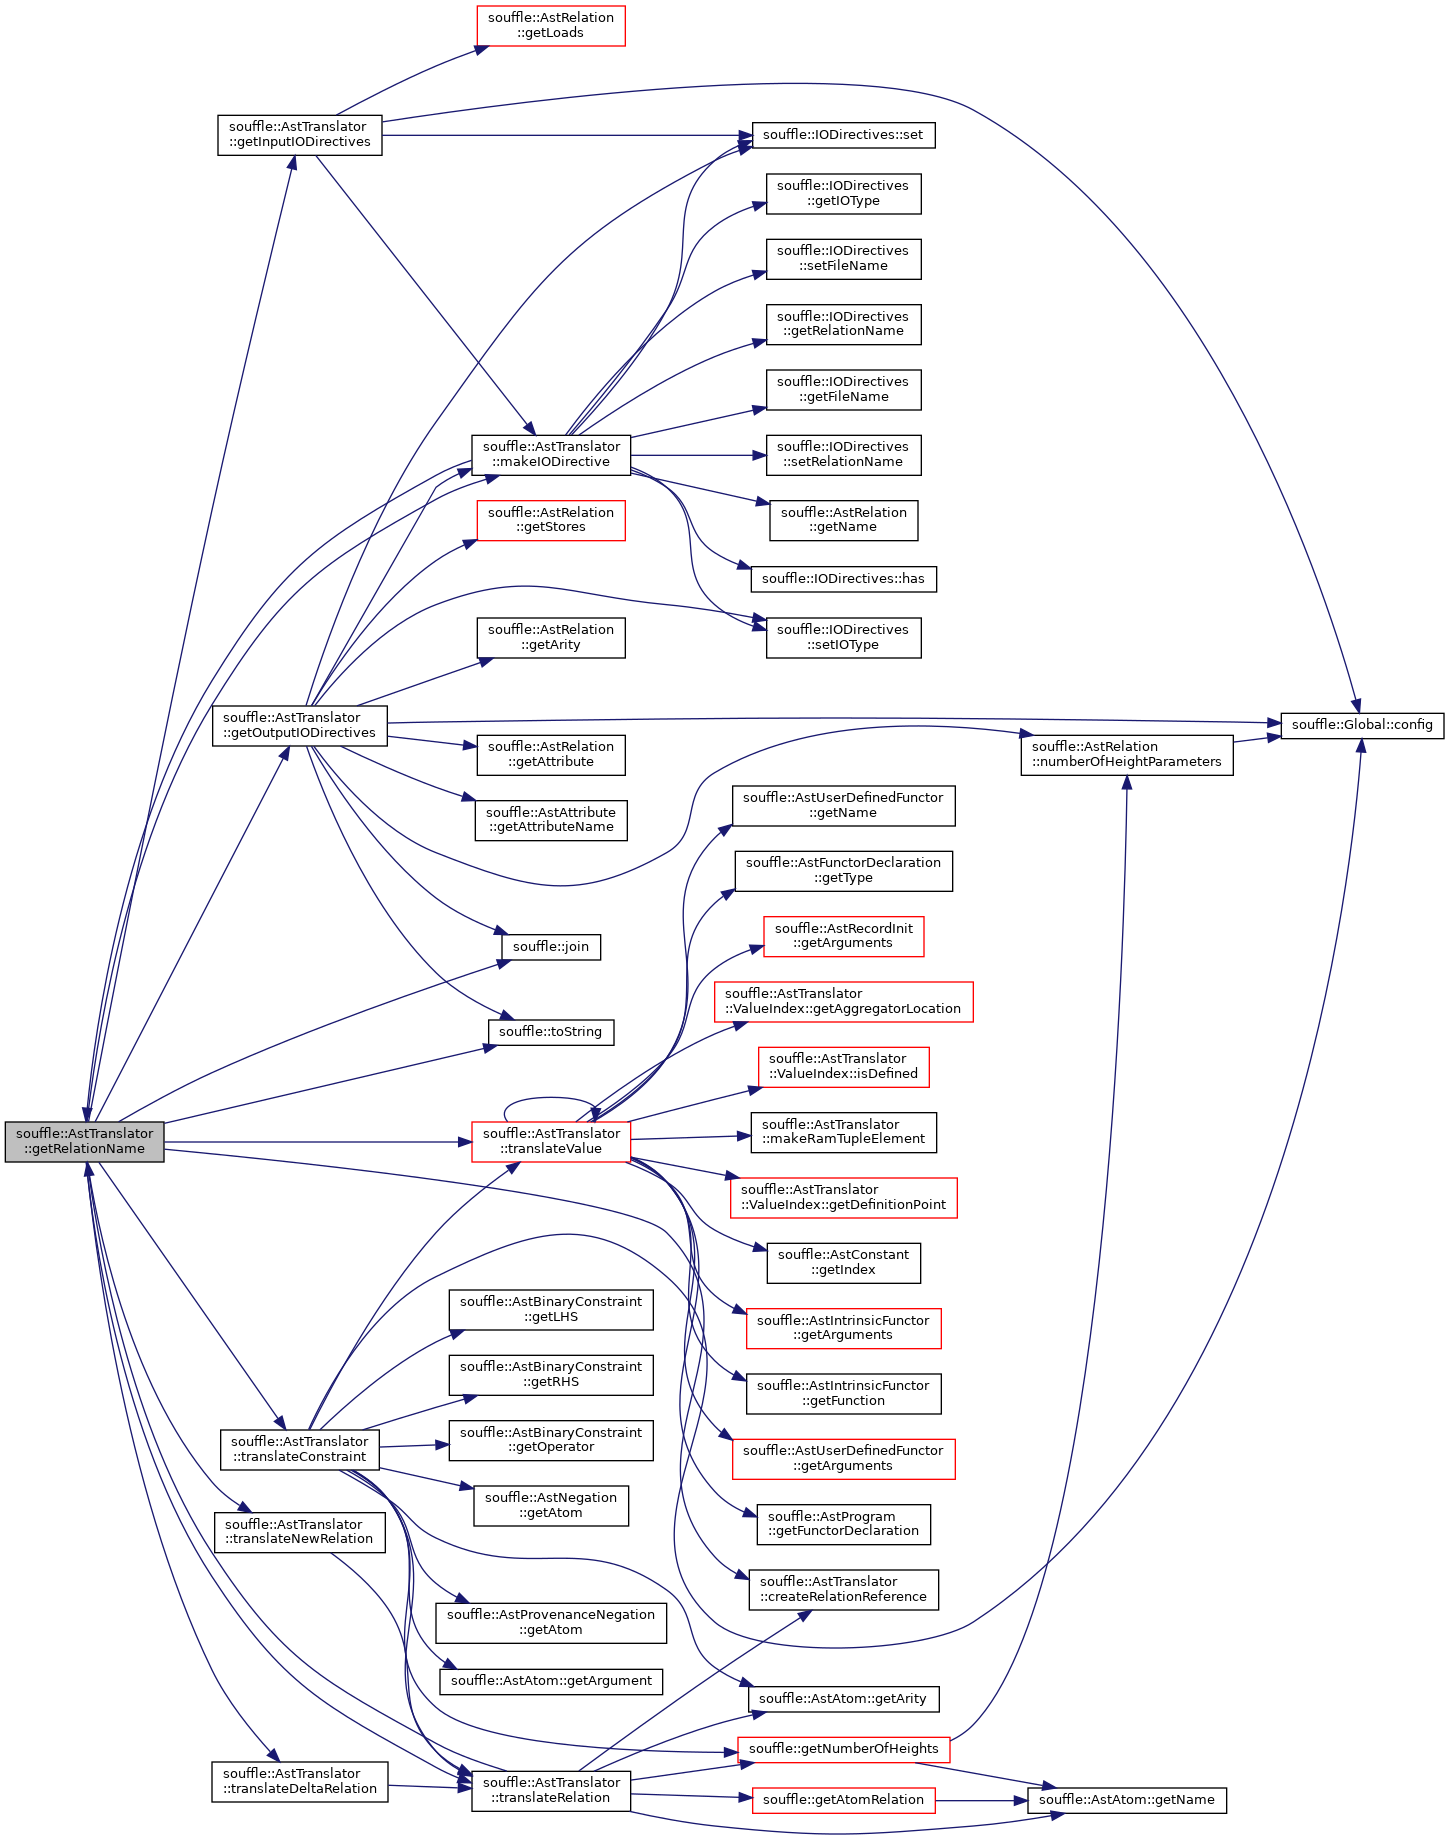 souffle::AstRelation
::getLoads
souffle::AstTranslator
::getInputIODirectives
souffle::IODirectives::set
souffle::IODirectives
::getIOType
souffle::IODirectives
::setFileName
souffle::IODirectives
::getRelationName
souffle::IODirectives
::getFileName
souffle::AstTranslator
::makeIODirective
souffle::IODirectives
::setRelationName
souffle::AstRelation
::getStores
souffle::AstRelation
::getName
souffle::IODirectives::has
souffle::AstRelation
::getArity
souffle::IODirectives
::setIOType
souffle::AstTranslator
::getOutputIODirectives
souffle::Global::config
souffle::AstRelation
::getAttribute
souffle::AstRelation
::numberOfHeightParameters
souffle::AstAttribute
::getAttributeName
souffle::AstUserDefinedFunctor
::getName
souffle::AstFunctorDeclaration
::getType
souffle::join
souffle::AstRecordInit
::getArguments
souffle::AstTranslator
::ValueIndex::getAggregatorLocation
souffle::toString
souffle::AstTranslator
::ValueIndex::isDefined
souffle::AstTranslator
::getRelationName
souffle::AstTranslator
::translateValue
souffle::AstTranslator
::makeRamTupleElement
souffle::AstTranslator
::ValueIndex::getDefinitionPoint
souffle::AstConstant
::getIndex
souffle::AstBinaryConstraint
::getLHS
souffle::AstIntrinsicFunctor
::getArguments
souffle::AstBinaryConstraint
::getRHS
souffle::AstIntrinsicFunctor
::getFunction
souffle::AstTranslator
::translateConstraint
souffle::AstBinaryConstraint
::getOperator
souffle::AstUserDefinedFunctor
::getArguments
souffle::AstNegation
::getAtom
souffle::AstProgram
::getFunctorDeclaration
souffle::AstTranslator
::translateNewRelation
souffle::AstTranslator
::createRelationReference
souffle::AstProvenanceNegation
::getAtom
souffle::AstAtom::getArgument
souffle::AstAtom::getArity
souffle::getNumberOfHeights
souffle::AstTranslator
::translateDeltaRelation
souffle::AstTranslator
::translateRelation
souffle::getAtomRelation
souffle::AstAtom::getName